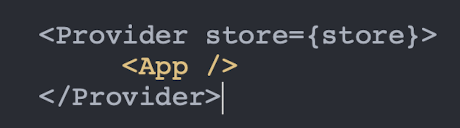 <Provider store={store}>
<App />
</Provider>